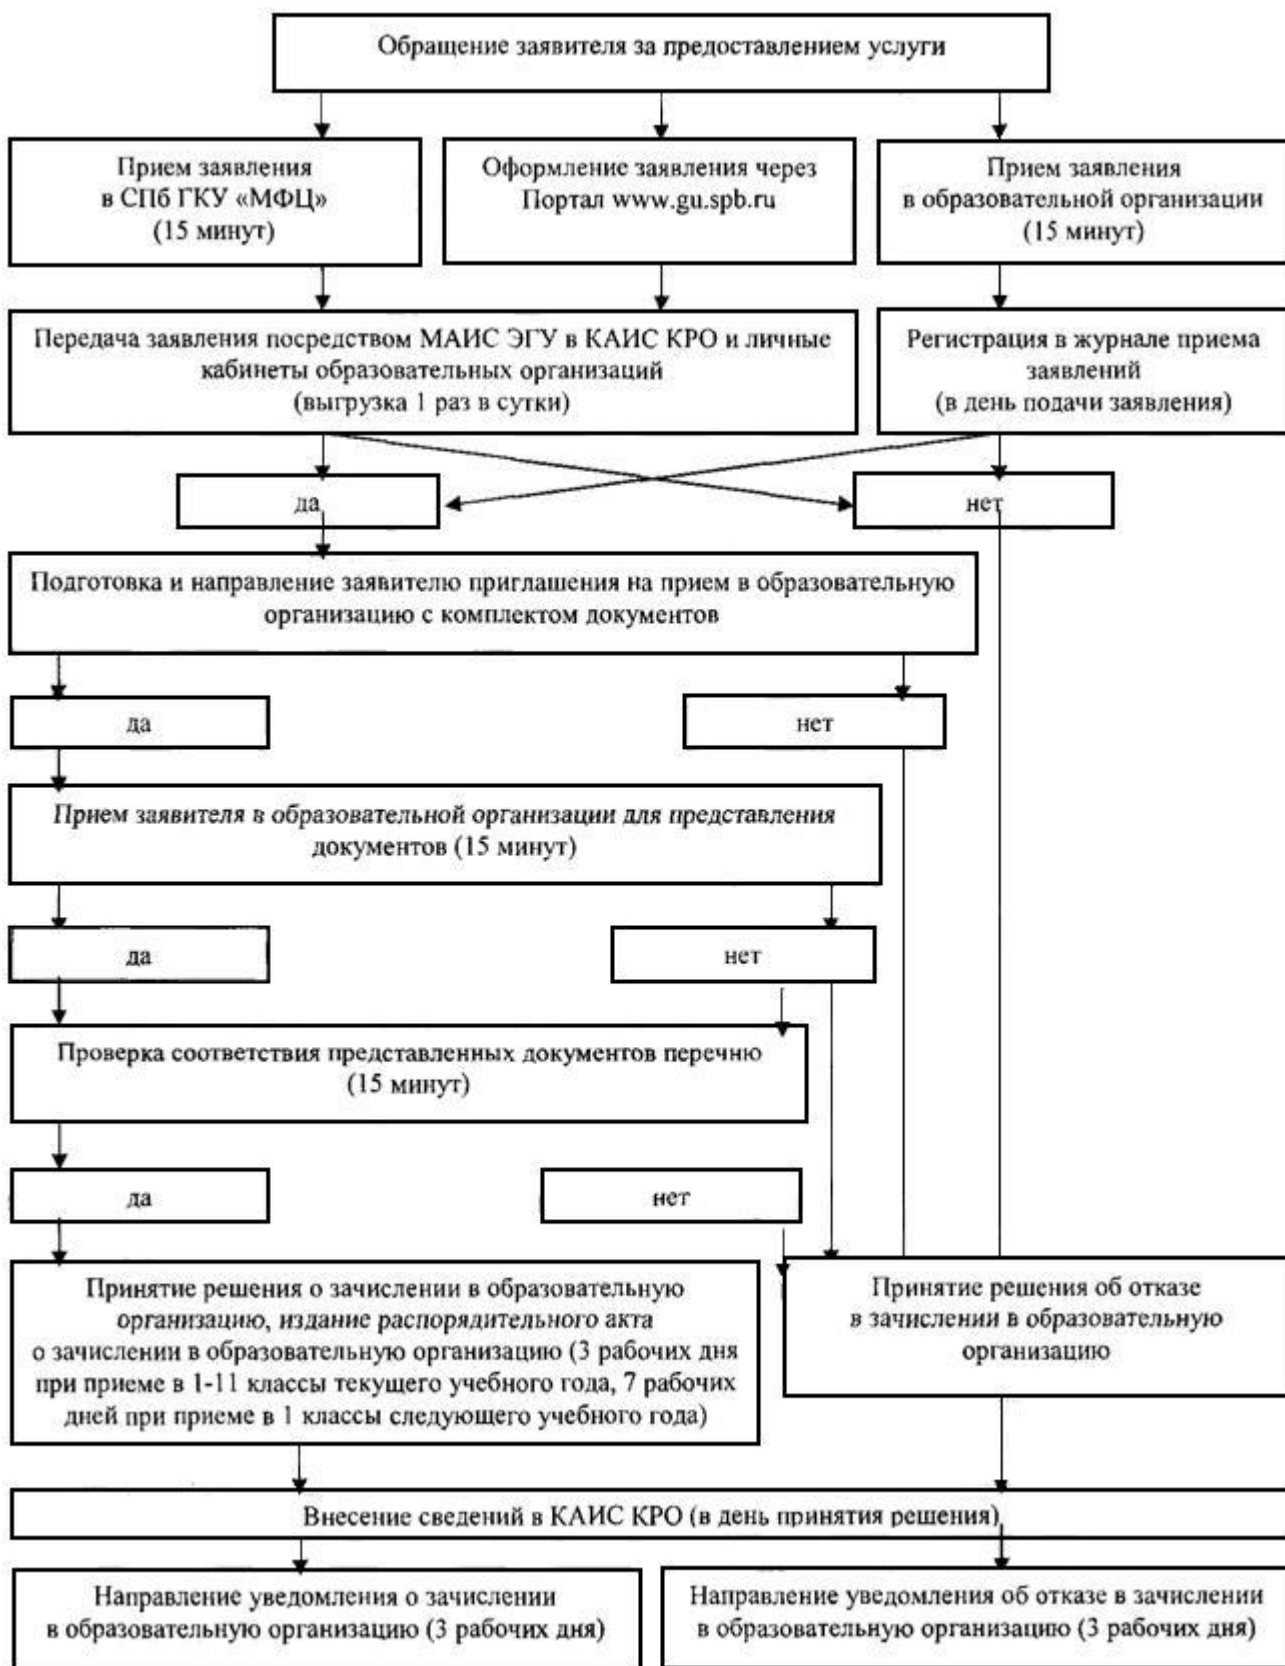 Обращение заявителя за предоставлением услуги
Прием заявления
в СПб ГКУ «МФЦ»
(15 минут)
Оформление заявления через
Портал www.gu.spb.ru
Прием заявления
в образовательной организации
(15 минут)
Передача заявления посредством МАИС ЭГУ в КАИС КРО и личные
кабинеты образовательных организаций
(выгрузка 1 раз в сутки)
Регистрация в журнале приема
заявлений
(в день подачи заявления)
да
нет
Подготовка и направление заявителю приглашения на прием в образовательную
организацию с комплектом документов
да
нет
Прием заявителя в образовательной организации для представления
документов (15 минут)
да
нет
Проверка соответствия представленных документов перечню
(15 минут)
да
нет
Принятие решения о зачислении в образовательную
организацию, издание распорядительного акта
о зачислении в образовательную организацию (3 рабочих дня
при приеме в 1-11 классы текущего учебного года, 7 рабочих
дней при приеме в 1 классы следующего учебного года)
Принятие решения об отказе
в зачислении в образовательную
организацию
Внесение сведений в КАИС КРО (в день принятия решения)
Направление уведомления о зачислении
в образовательную организацию (3 рабочих дня)
Направление уведомления об отказе в зачислении
в образовательную организацию (3 рабочих дня)